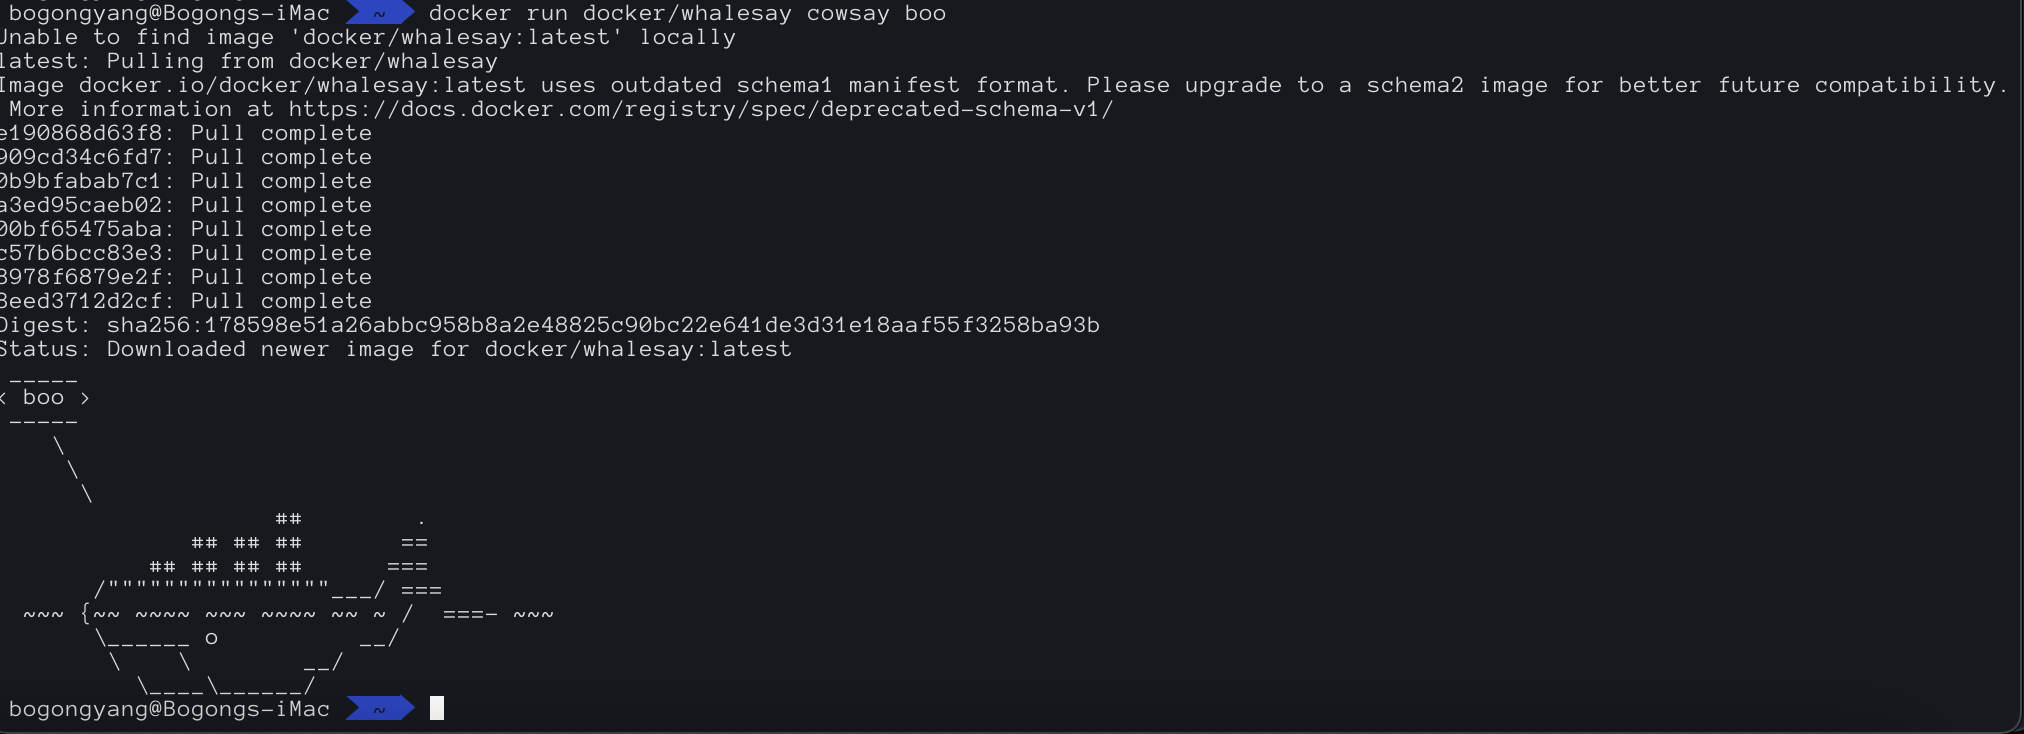 bogongyang@Bogongs-iMac ~ docker run docker/whalesay cowsay boo
Unable to find image 'docker/whalesay:latest' locally
latest: Pulling from docker/whalesay
Image docker.io/docker/whalesay:latest uses outdated schema1 manifest format. Please upgrade to a schema2 image for better future compatibility.
 More information at https://docs.docker.com/registry/spec/deprecated-schema-v1/
e190868d63f8: Pull complete
909cd34c6fd7: Pull complete
0b9bfabab7c1: Pull complete
a3ed95caeb02: Pull complete
00bf65475aba: Pull complete
c57b6bcc83e3: Pull complete
8978f6879e2f: Pull complete
8eed3712d2cf: Pull complete
Digest: sha256:178598e51a26abbc958b8a2e48825c90bc22e641de3d31e18aaf55f3258ba93b
Status: Downloaded newer image for docker/whalesay:latest
 _____
< boo >
 -----
    \
     \
      \
                    ##        .
              ## ## ##       ==
           ## ## ## ##      ===
       /"""""""""""""""""___/ ===
  ~~~ {~~ ~~~~ ~~~ ~~~~ ~~ ~ /  ===- ~~~
       \______ o          __/
        \    \        __/
          \____\______/
bogongyang@Bogongs-iMac ~